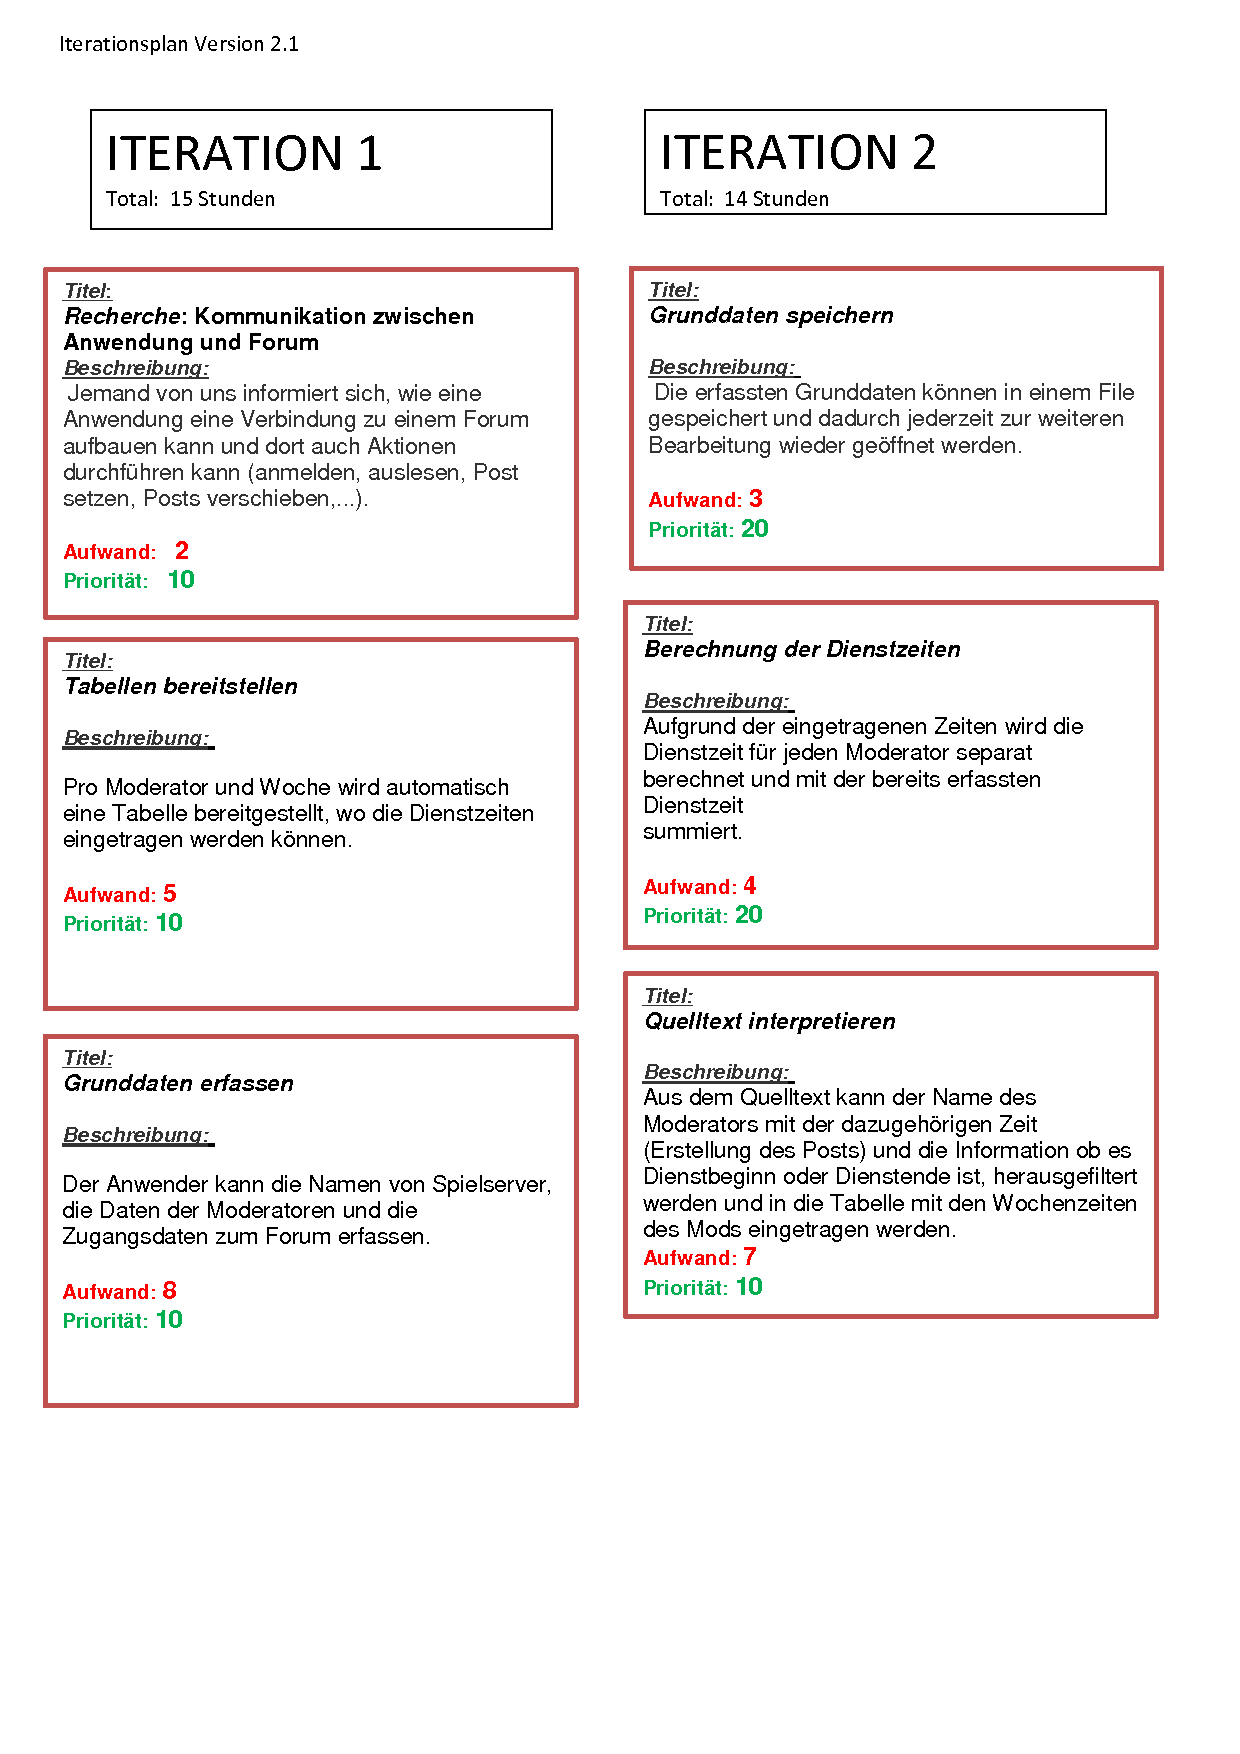 Iterationsplan Version 2.1
ITERATION 1
Total:  15 Stunden
Titel:
Recherche: Kommunikation zwischen
Anwendung und Forum
Beschreibung:
Jemand von uns informiert sich, wie eine
Anwendung eine Verbindung zu einem Forum
aufbauen kann und dort auch Aktionen
durchführen kann (anmelden, auslesen, Post
setzen, Posts verschieben,...).
Aufwand:   2
Priorität:   10
Titel:
Tabellen bereitstellen
Beschreibung:
Pro Moderator und Woche wird automatisch
eine Tabelle bereitgestellt, wo die Dienstzeiten
eingetragen werden können.
Aufwand: 5
Priorität: 10
Titel:
Grunddaten erfassen
Beschreibung:
Der Anwender kann die Namen von Spielserver,
die Daten der Moderatoren und die
Zugangsdaten zum Forum erfassen.
Aufwand: 8
Priorität: 10
ITERATION 2
Total:  14 Stunden
Titel:
Grunddaten speichern
Beschreibung:
Die erfassten Grunddaten können in einem File
gespeichert und dadurch jederzeit zur weiteren
Bearbeitung wieder geöffnet werden.
Aufwand: 3
Priorität: 20
Titel:
Berechnung der Dienstzeiten
Beschreibung:
Aufgrund der eingetragenen Zeiten wird die
Dienstzeit für jeden Moderator separat
berechnet und mit der bereits erfassten
Dienstzeit
summiert.
Aufwand: 4
Priorität: 20
Titel:
Quelltext interpretieren
Beschreibung:
Aus dem Quelltext kann der Name des
Moderators mit der dazugehörigen Zeit
(Erstellung des Posts) und die Information ob es
Dienstbeginn oder Dienstende ist, herausgefiltert
werden und in die Tabelle mit den Wochenzeiten
des Mods eingetragen werden.
Aufwand: 7
Priorität: 10